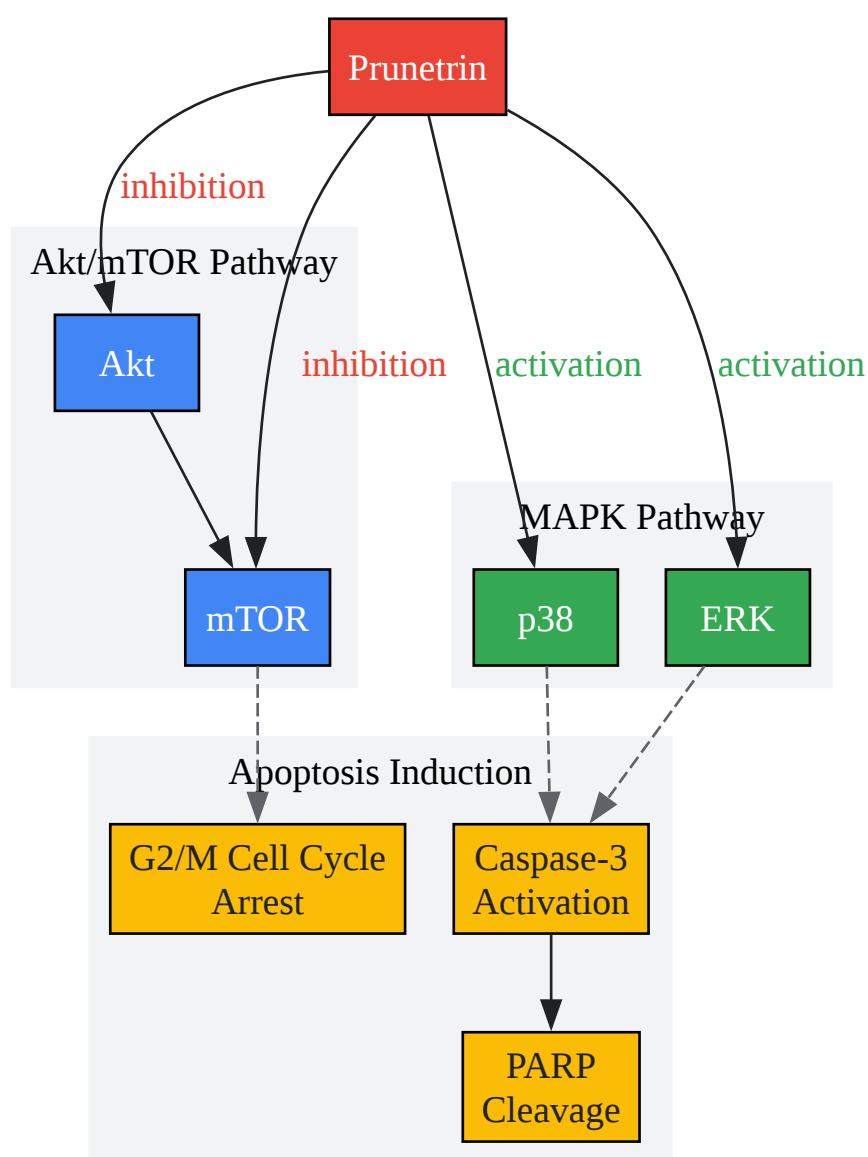 Prunetrin
inhibition
Akt/mTOR Pathway
Akt
inhibition
activation
activation
MAPK Pathway
mTOR
p38
ERK
Apoptosis Induction
G2/M Cell Cycle
Arrest
Caspase-3
Activation
PARP
Cleavage